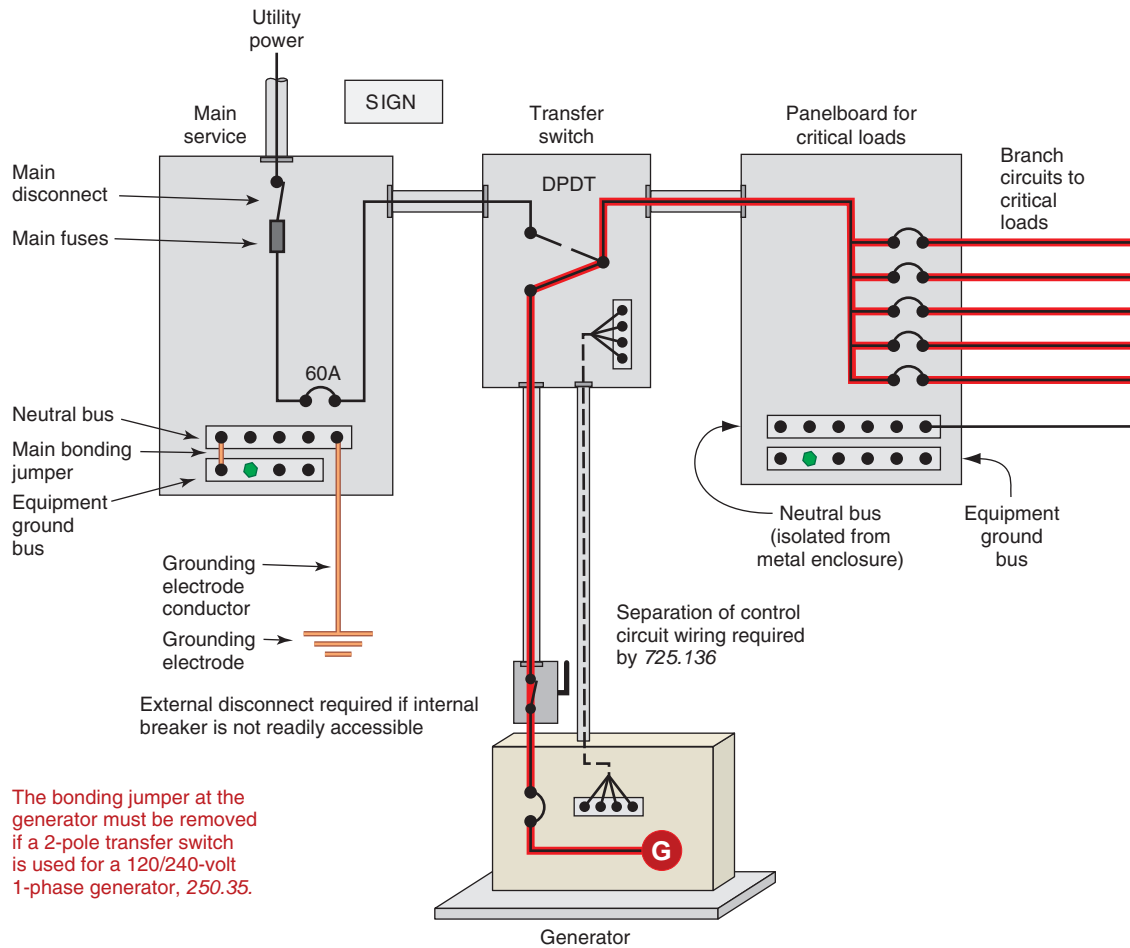 Utility
power
SIGN
Main
service
Transfer
switch
Panelboard for
critical loads
Main
disconnect
DPDT
Branch
circuits to
critical
loads
Main fuses
60A
Neutral bus
Main bonding
jumper
Equipment
ground
bus
Neutral bus
(isolated from
metal enclosure)
Equipment
ground
bus
Grounding
electrode
conductor
Grounding
electrode
Separation of control
circuit wiring required
by 725.136
External disconnect required if internal
breaker is not readily accessible
The bonding jumper at the
generator must be removed
if a 2-pole transfer switch
is used for a 120/240-volt
1-phase generator, 250.35.
G
Generator